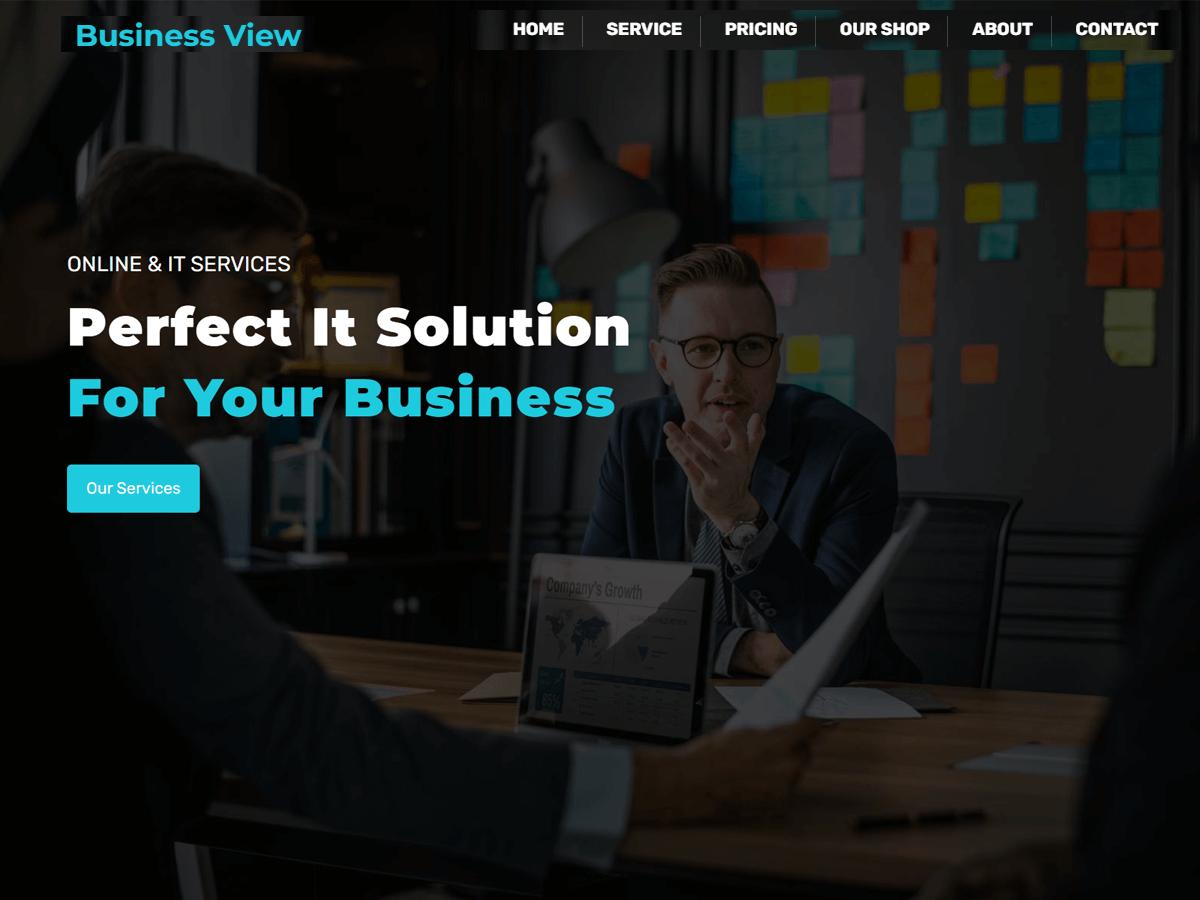 Business View
HOME
SERVICE
PRICING
OUR SHOP
ABOUT
CONTACT
ONLINE & IT SERVICES
Perfect It Solution
For Your Business
Our Services
Company's Growth
85%